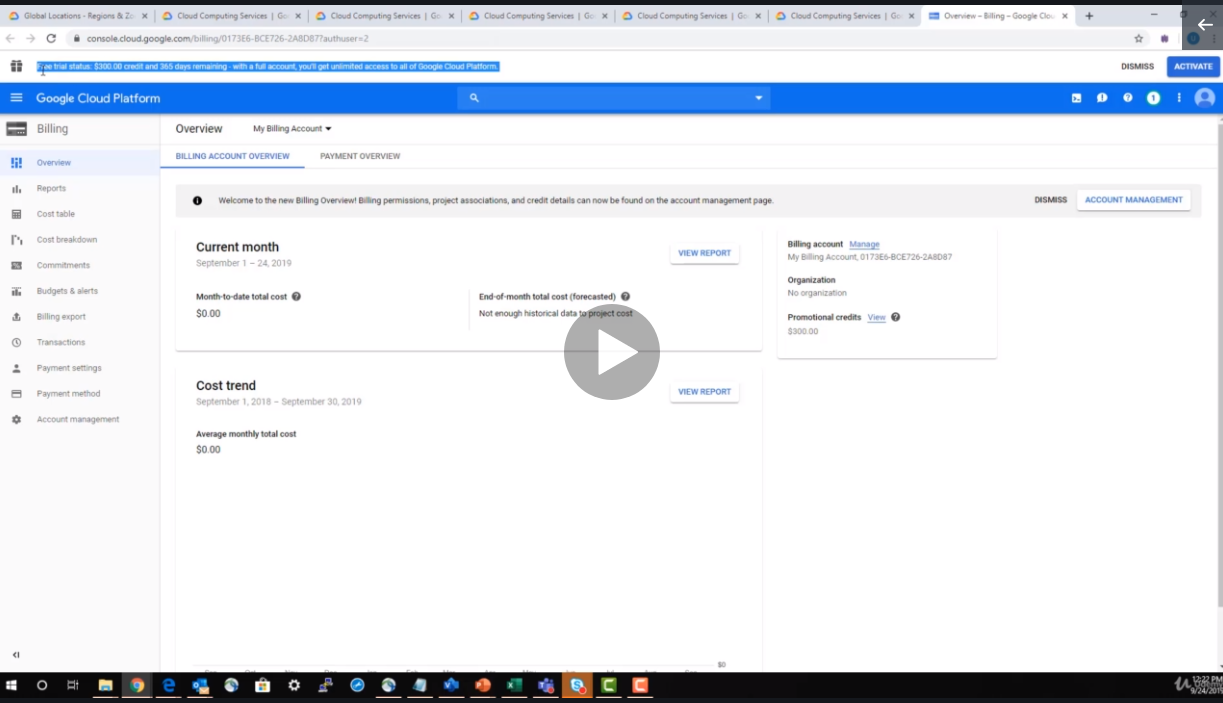 Global Locations - Regions & Zo
Cloud Computing Services | Go
Cloud Computing Services | Go
Cloud Computing Services | Go
Cloud Computing Services | Go
Cloud Computing Services | Go
Overview – Billing – Google Clou
console.cloud.google.com/billing/0173E6-BCE726-2A8D87?authuser=2
Free trial status: $300.00 credit and 365 days remaining - with a full account, you'll get unlimited access to all of Google Cloud Platform.
DISMISS
ACTIVATE
Google Cloud Platform
1
Billing
Overview
My Billing Account
Overview
Reports
Cost table
Cost breakdown
Commitments
Budgets & alerts
Billing export
Transactions
Payment settings
Payment method
Account management
BILLING ACCOUNT OVERVIEW
PAYMENT OVERVIEW
Welcome to the new Billing Overview! Billing permissions, project associations, and credit details can now be found on the account management page.
DISMISS
ACCOUNT MANAGEMENT
Current month
September 1 – 24, 2019
VIEW REPORT
Month-to-date total cost
$0.00
End-of-month total cost (forecasted)
Not enough historical data to project cost
Billing account Manage
My Billing Account, 0173E6-BCE726-2A8D87
Organization
No organization
Promotional credits View
$300.00
Cost trend
September 1, 2018 – September 30, 2019
VIEW REPORT
Average monthly total cost
$0.00
$0
12:22 PM
9/24/2019